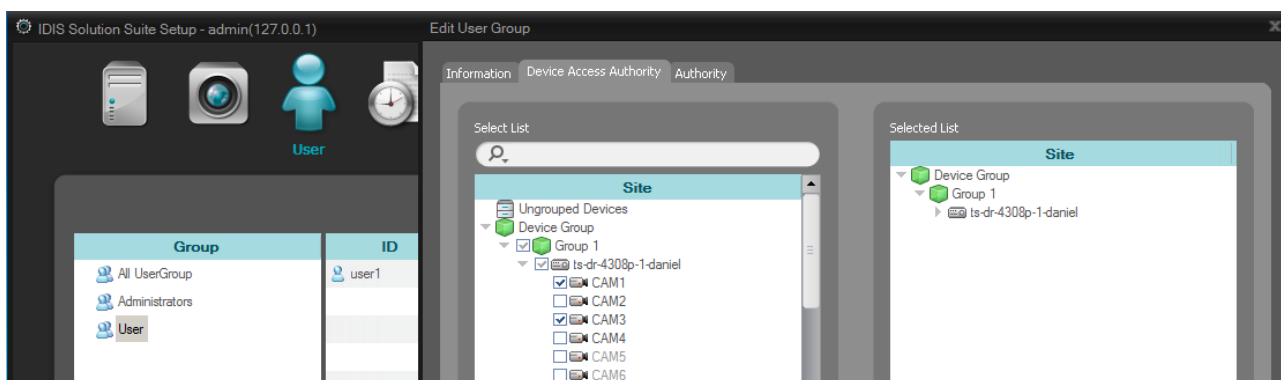 IDIS Solution Suite Setup - admin(127.0.0.1)
Edit User Group
x
Information
Device Access Authority
Authority
User
Select List
Selected List
Site
Ungrouped Devices
Device Group
Group 1
ts-dr-4308p-1-daniel
CAM1
CAM2
CAM3
CAM4
CAM5
CAM6
Site
Device Group
Group 1
ts-dr-4308p-1-daniel
Group
ID
All UserGroup
user1
Administrators
User